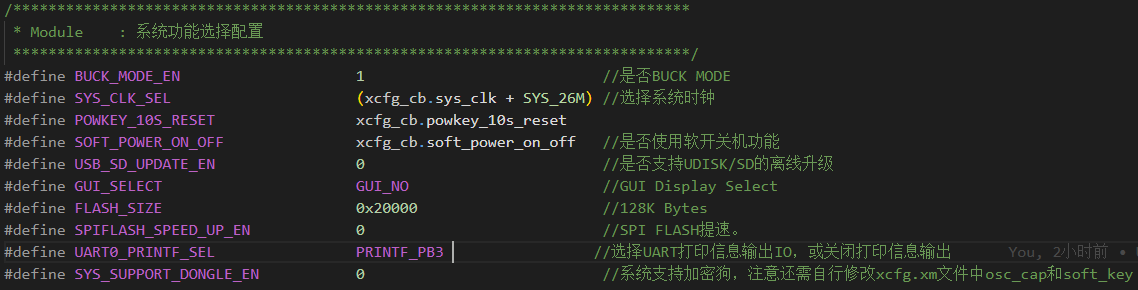 /*****************************************************************************
 * Module    : 系统功能选择配置
 *****************************************************************************/
#define BUCK_MODE_EN                    1                           //是否BUCK MODE
#define SYS_CLK_SEL                     (xcfg_cb.sys_clk + SYS_26M) //选择系统时钟
#define POWKEY_10S_RESET                xcfg_cb.powkey_10s_reset
#define SOFT_POWER_ON_OFF               xcfg_cb.soft_power_on_off   //是否使用软开关机功能
#define USB_SD_UPDATE_EN                0                           //是否支持UDISK/SD的离线升级
#define GUI_SELECT                      GUI_NO                      //GUI Display Select
#define FLASH_SIZE                      0x20000                     //128K Bytes
#define SPIFLASH_SPEED_UP_EN            0                           //SPI FLASH提速。
#define UART0_PRINTF_SEL                PRINTF_PB3                 //选择UART打印信息输出IO，或关闭打印信息输出      You, 2小时前 •
#define SYS_SUPPORT_DONGLE_EN           0                           //系统支持加密狗，注意还需自行修改xcfg.xm文件中osc_cap和soft_key